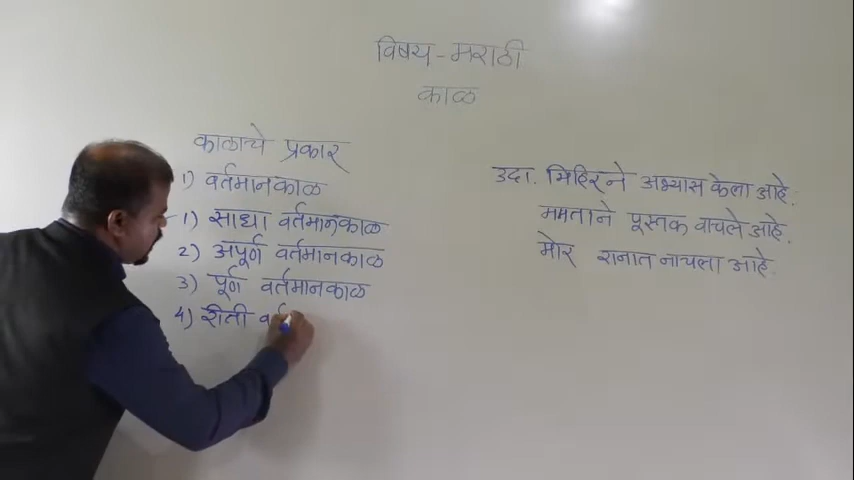 विषय - मराठी
काळ
काळाचे प्रकार
1) वर्तमानकाळ
1) साधा वर्तमानकाळ
2) अपूर्ण वर्तमानकाळ
3) पूर्ण वर्तमानकाळ
4) रीती
उदा. मिहिरने अभ्यास केला आहे.
ममताने पूस्तक वाचले आहे.
मोर रानात नाचला आहे.